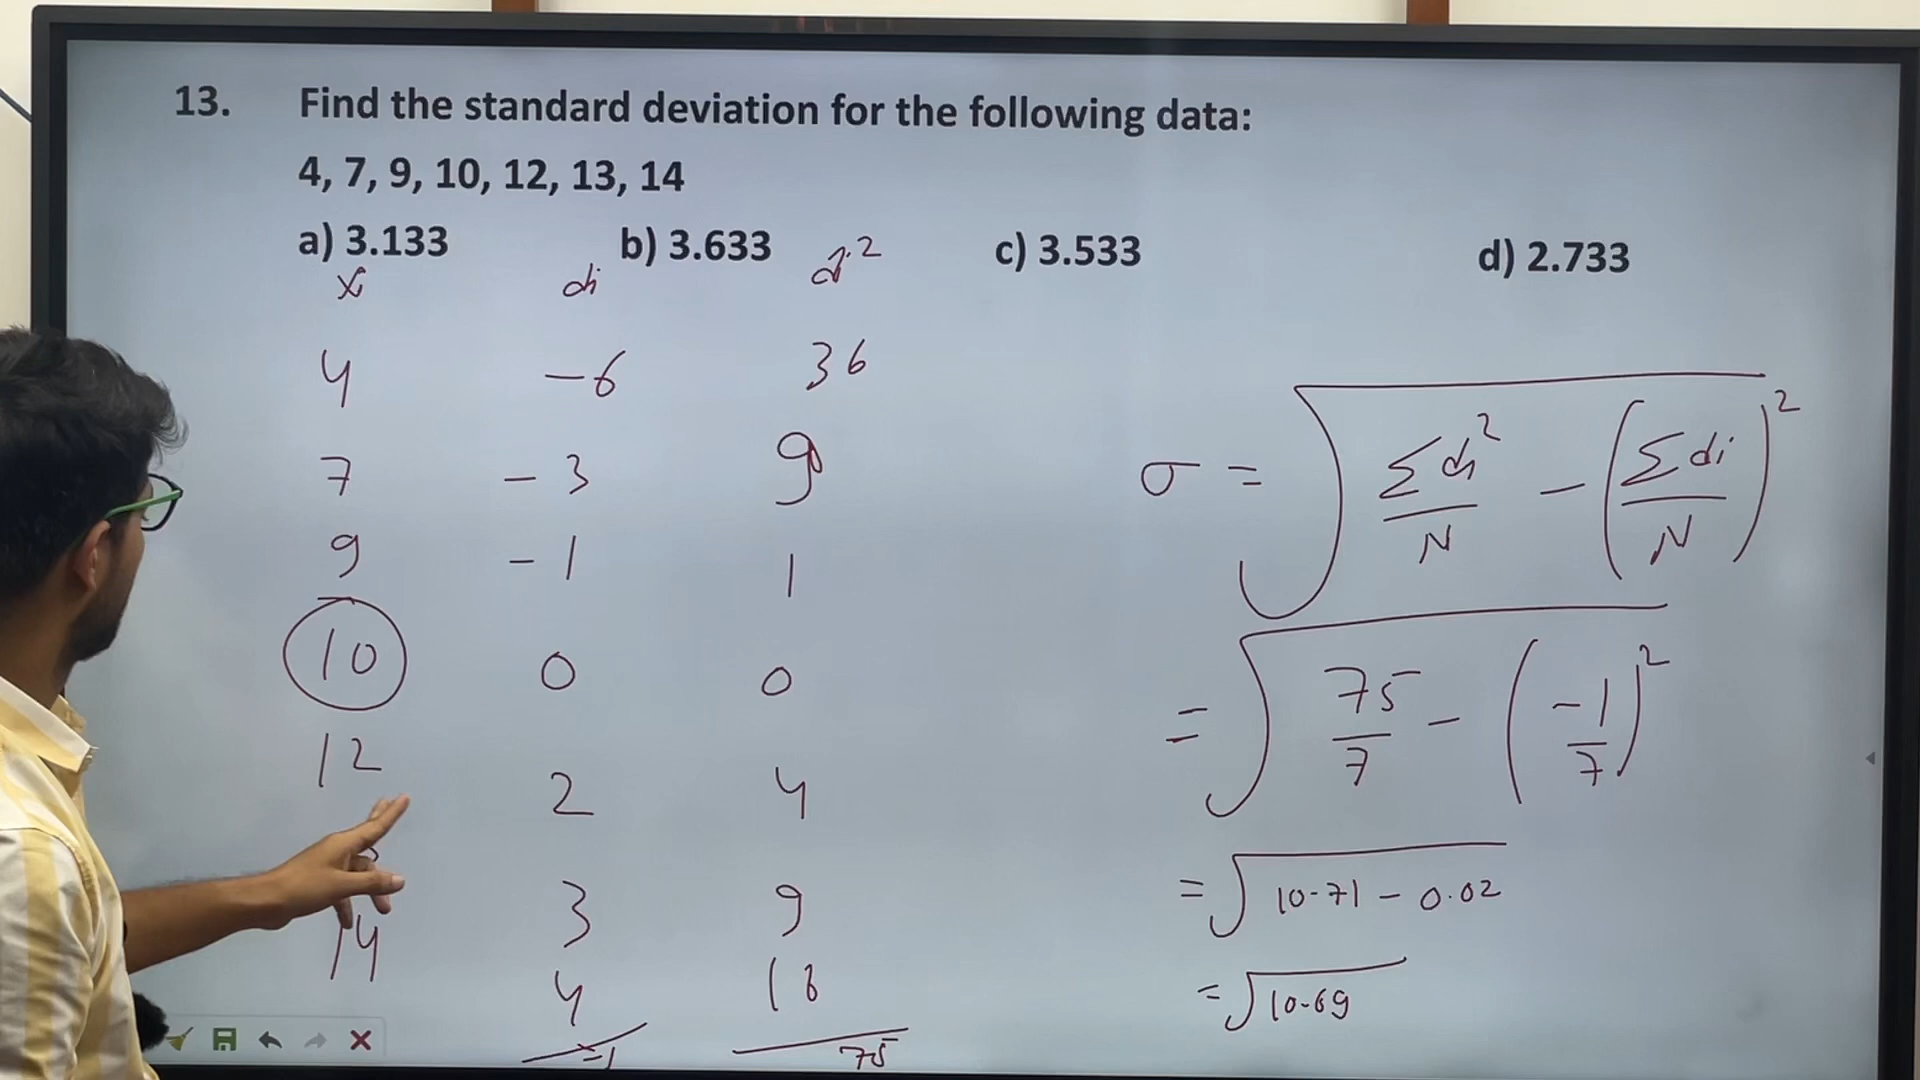 13. Find the standard deviation for the following data:
4, 7, 9, 10, 12, 13, 14
a) 3.133 b) 3.633 c) 3.533 d) 2.733
xi di di²
4 -6 36
7 -3 9
9 -1 1
10 0 0
12 2 4
3 9
14 4 16
-1 75
σ = √(Σdi²/N - (Σdi/N)²)
= √(75/7 - (-1/7)²)
= √(10.71 - 0.02)
= √10.69